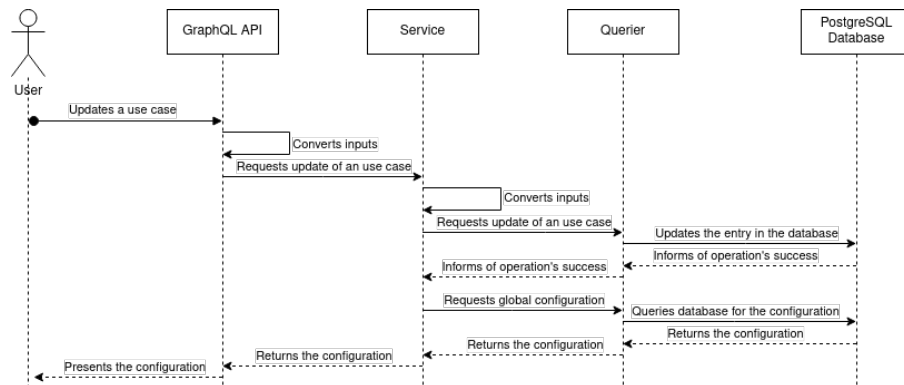 GraphQL API
Service
Querier
PostgreSQL
Database
User
Updates a use case
Converts inputs
Requests update of an use case
Converts inputs
Requests update of an use case
Updates the entry in the database
Informs of operation's success
Informs of operation's success
Requests global configuration
Queries database for the configuration
Returns the configuration
Returns the configuration
Returns the configuration
Presents the configuration